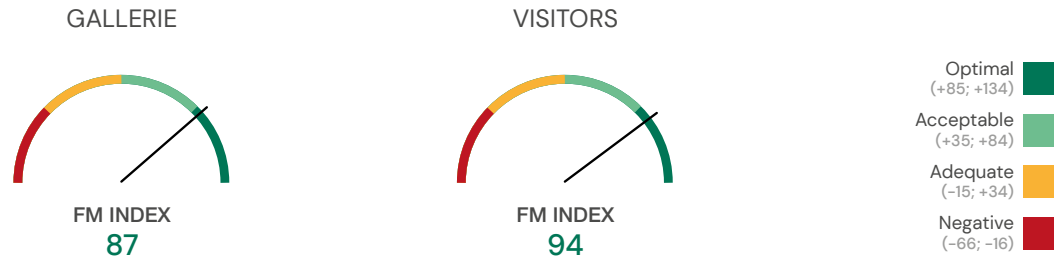 GALLERIE
FM INDEX
87
VISITORS
FM INDEX
94
Optimal
(+85; +134)
Acceptable
(+35; +84)
Adequate
(-15; +34)
Negative
(-66; -16)